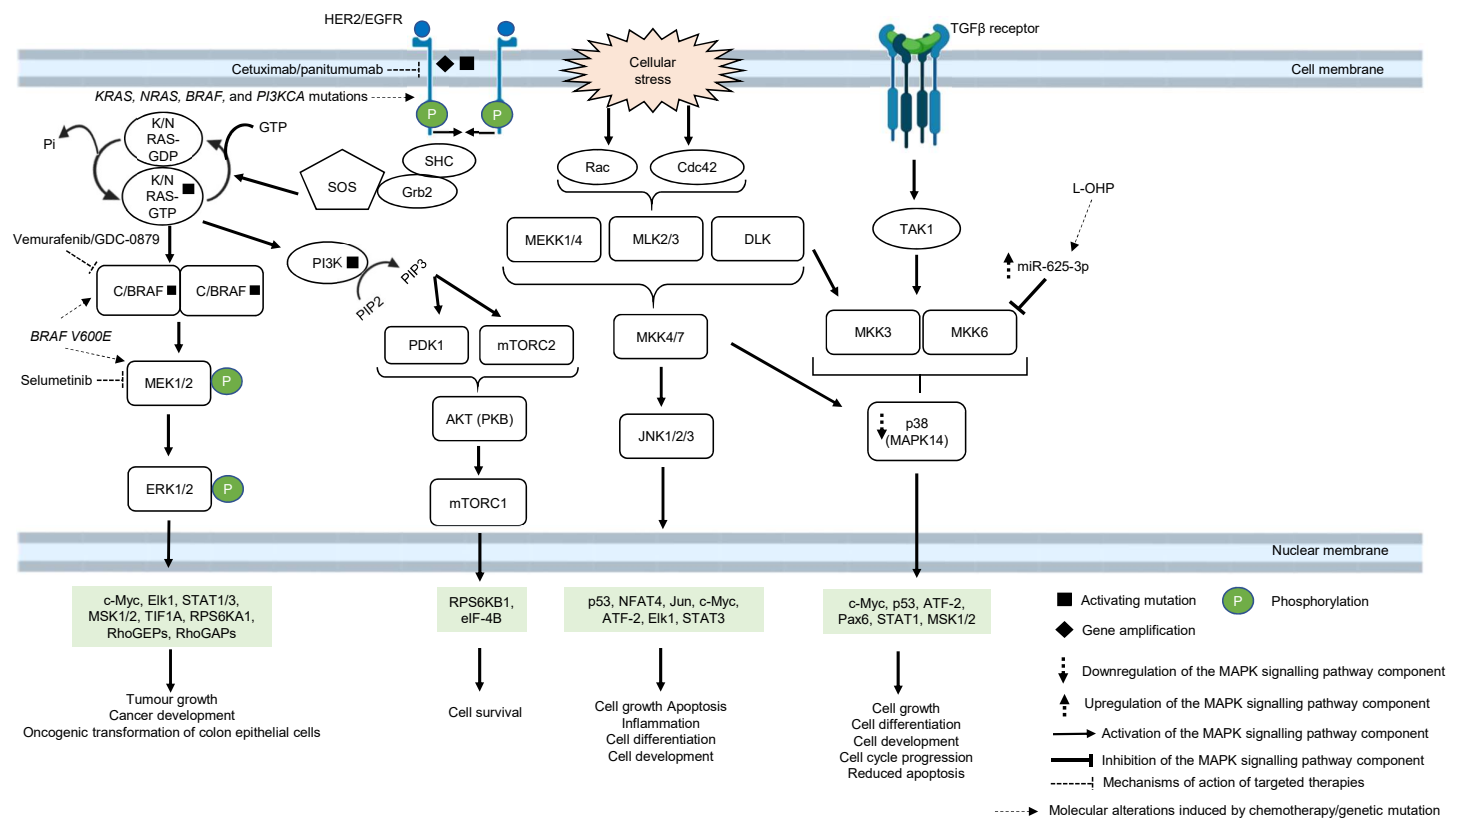 HER2/EGFR
TGFβ receptor
Cellular
stress
Cell membrane
Cetuximab/panitumumab
KRAS, NRAS, BRAF, and PI3KCA mutations
P
P
Pi
K/N
RAS-
GDP
GTP
K/N
RAS-
GTP
SOS
SHC
Grb2
Rac
Cdc42
L-OHP
TAK1
MEKK1/4
MLK2/3
DLK
Vemurafenib/GDC-0879
PI3K
PIP3
PIP2
miR-625-3p
C/BRAF
C/BRAF
BRAF V600E
PDK1
mTORC2
MKK4/7
MKK3
MKK6
Selumetinib
MEK1/2
P
AKT (PKB)
JNK1/2/3
p38
(MAPK14)
ERK1/2
P
mTORC1
Nuclear membrane
c-Myc, Elk1, STAT1/3,
MSK1/2, TIF1A, RPS6KA1,
RhoGEPs, RhoGAPs
RPS6KB1,
eIF-4B
p53, NFAT4, Jun, c-Myc,
ATF-2, Elk1, STAT3
c-Myc, p53, ATF-2,
Pax6, STAT1, MSK1/2
Tumour growth
Cancer development
Oncogenic transformation of colon epithelial cells
Cell survival
Cell growth Apoptosis
Inflammation
Cell differentiation
Cell development
Cell growth
Cell differentiation
Cell development
Cell cycle progression
Reduced apoptosis
Activating mutation
P
Phosphorylation
Gene amplification
Downregulation of the MAPK signalling pathway component
Upregulation of the MAPK signalling pathway component
Activation of the MAPK signalling pathway component
Inhibition of the MAPK signalling pathway component
Mechanisms of action of targeted therapies
Molecular alterations induced by chemotherapy/genetic mutation